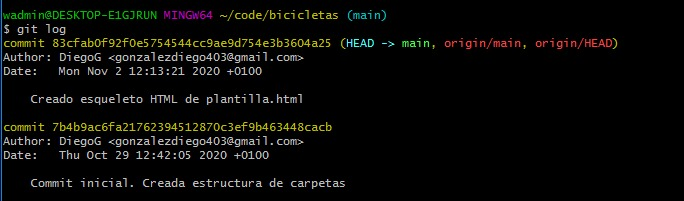 wadmin@DESKTOP-E1GJRUN MINGW64 ~/code/bicicletas (main)
$ git log
commit 83cfab0f92f0e5754544cc9ae9d754e3b3604a25 (HEAD -> main, origin/main, origin/HEAD)
Author: DiegoG <gonzalezdiego403@gmail.com>
Date:   Mon Nov 2 12:13:21 2020 +0100
    Creado esqueleto HTML de plantilla.html
commit 7b4b9ac6fa21762394512870c3ef9b463448cacb
Author: DiegoG <gonzalezdiego403@gmail.com>
Date:   Thu Oct 29 12:42:05 2020 +0100
    Commit inicial. Creada estructura de carpetas